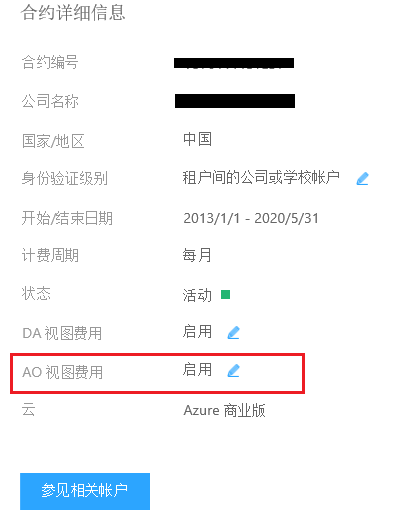 合约详细信息
合约编号
公司名称
国家/地区 中国
身份验证级别 租户间的公司或学校帐户
开始/结束日期 2013/1/1 - 2020/5/31
计费周期 每月
状态 活动
DA 视图费用 启用
AO 视图费用 启用
云 Azure 商业版
参见相关帐户